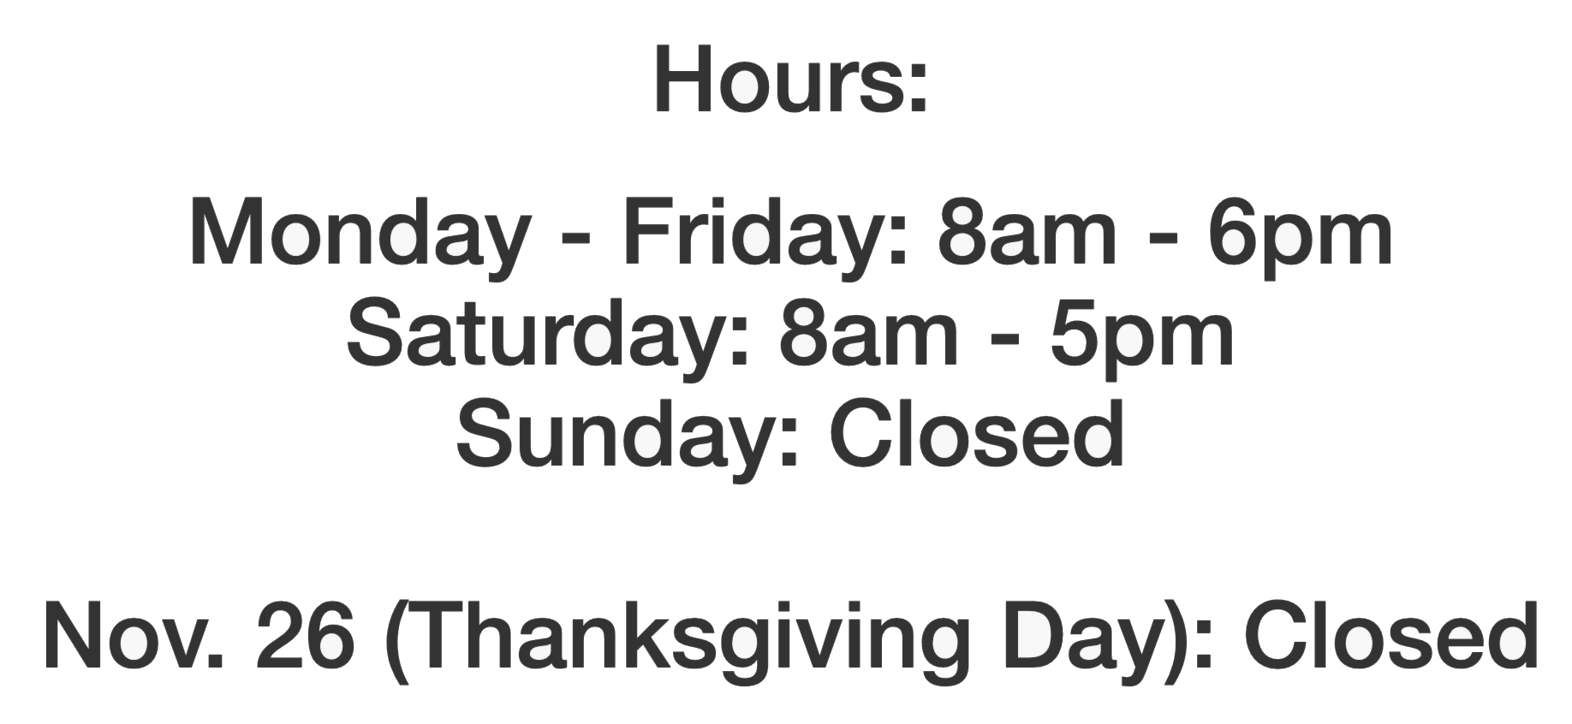 Hours:
Monday - Friday: 8am - 6pm
Saturday: 8am - 5pm
Sunday: Closed
Nov. 26 (Thanksgiving Day): Closed